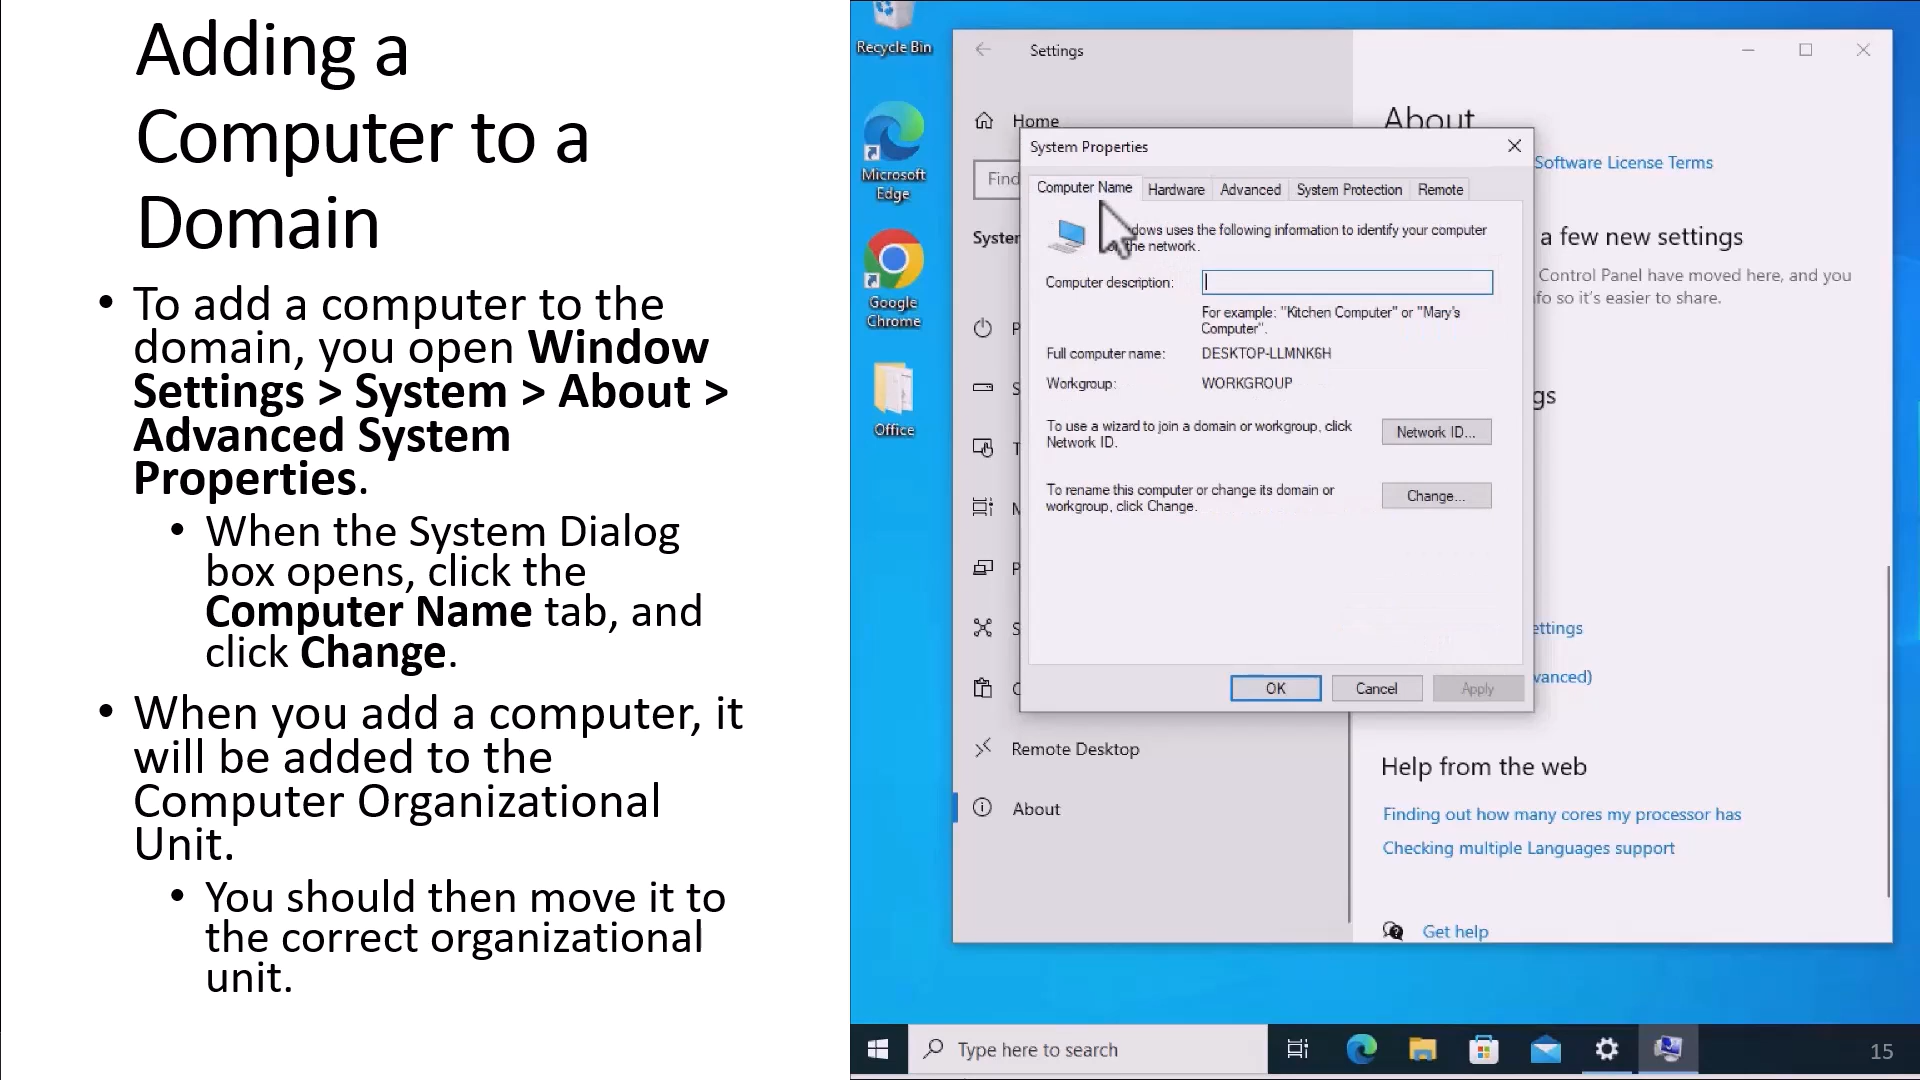 Adding a
Computer to a
Domain
• To add a computer to the
domain, you open Window
Settings > System > About >
Advanced System
Properties.
• When the System Dialog
box opens, click the
Computer Name tab, and
click Change.
• When you add a computer, it
will be added to the
Computer Organizational
Unit.
• You should then move it to
the correct organizational
unit.
Recycle Bin
Microsoft
Edge
Google
Chrome
Office
Settings
Home
Find
About
Software License Terms
a few new settings
Control Panel have moved here, and you
so it's easier to share.
Remote Desktop
About
Help from the web
Finding out how many cores my processor has
Checking multiple Languages support
Get help
System Properties
Computer Name
Hardware
Advanced
System Protection
Remote
uses the following information to identify your computer
the network.
Computer description:
For example: "Kitchen Computer" or "Mary's
Computer".
Full computer name:
DESKTOP-LLMNK6H
Workgroup:
WORKGROUP
To use a wizard to join a domain or workgroup, click
Network ID.
Network ID...
To rename this computer or change its domain or
workgroup, click Change.
Change...
OK
Cancel
Apply
Type here to search
15